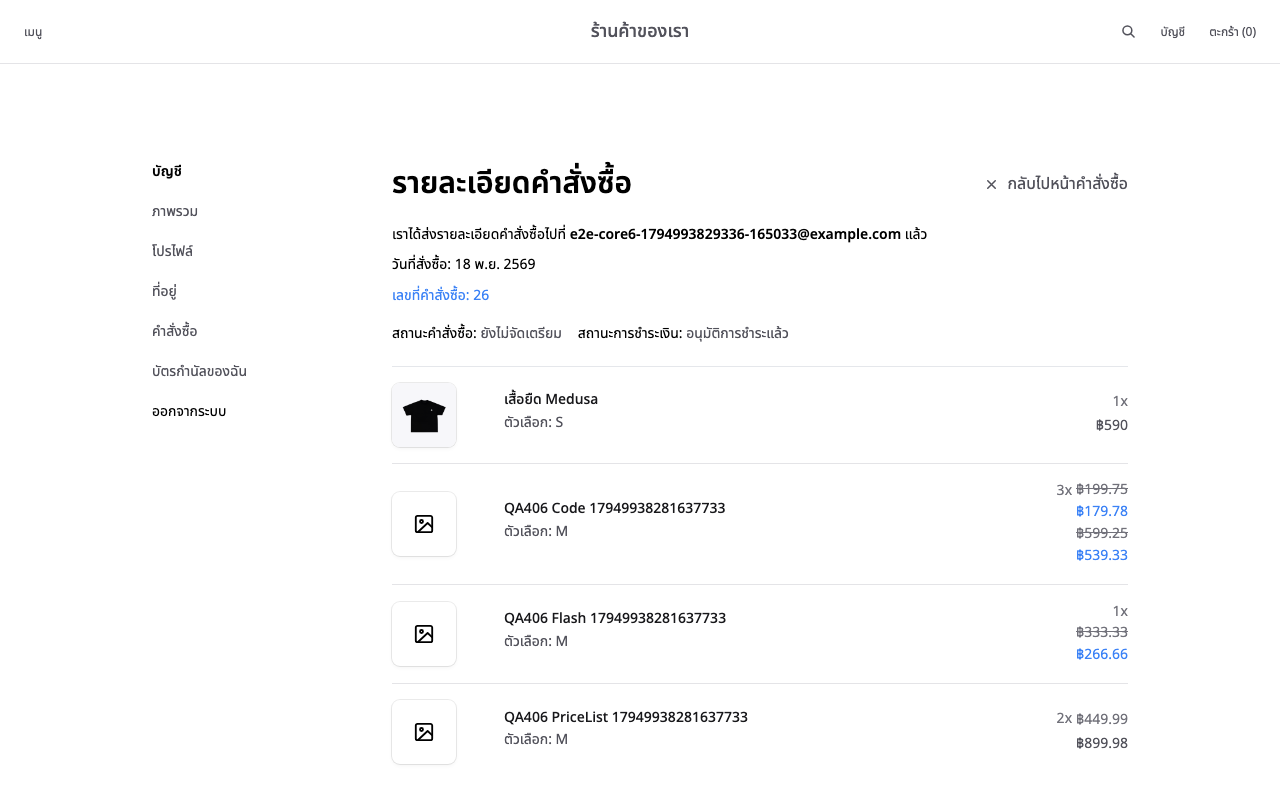 เมนู
ร้านค้าของเรา
บัญชี
ตะกร้า (0)
บัญชี
ภาพรวม
โปรไฟล์
ที่อยู่
คำสั่งซื้อ
บัตรกำนัลของฉัน
ออกจากระบบ
รายละเอียดคำสั่งซื้อ
กลับไปหน้าคำสั่งซื้อ
เราได้ส่งรายละเอียดคำสั่งซื้อไปที่ e2e-core6-1794993829336-165033@example.com แล้ว
วันที่สั่งซื้อ: 18 พ.ย. 2569
เลขที่คำสั่งซื้อ: 26
สถานะคำสั่งซื้อ: ยังไม่จัดเตรียม สถานะการชำระเงิน: อนุมัติการชำระแล้ว
เสื้อยืด Medusa
ตัวเลือก: S
1x
฿590
QA406 Code 17949938281637733
ตัวเลือก: M
3x ฿199.75
฿179.78
฿599.25
฿539.33
QA406 Flash 17949938281637733
ตัวเลือก: M
1x
฿333.33
฿266.66
QA406 PriceList 17949938281637733
ตัวเลือก: M
2x ฿449.99
฿899.98